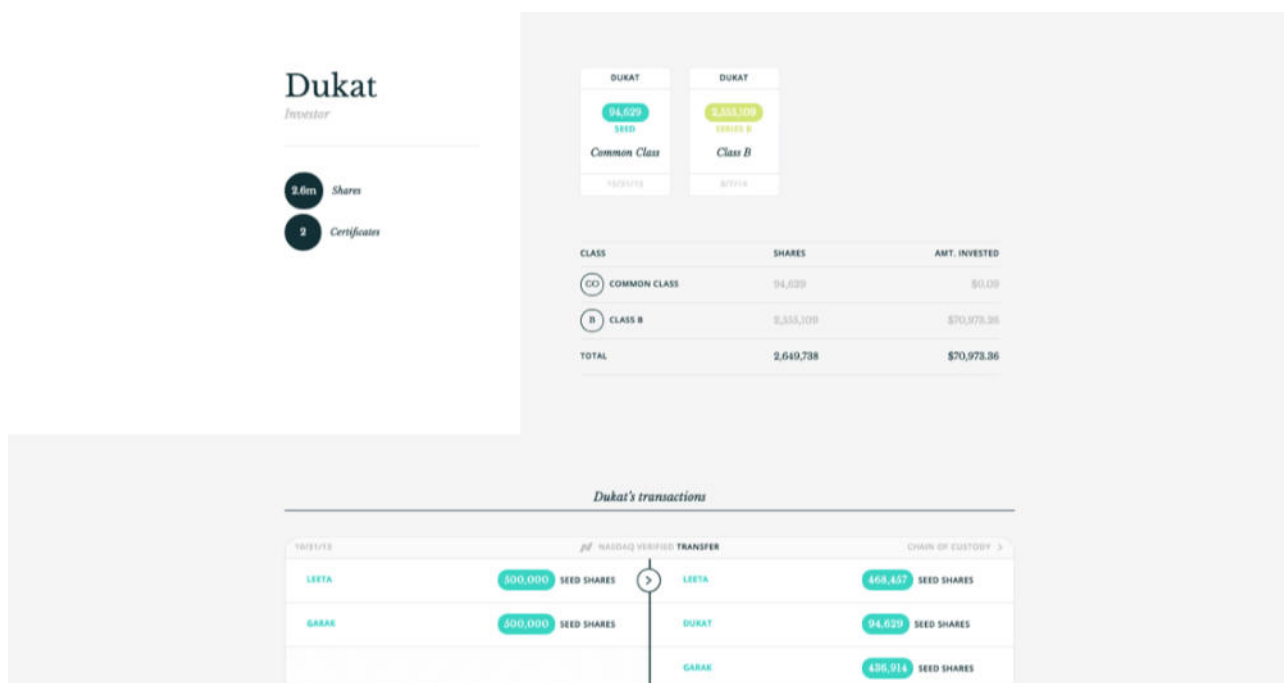 Dukat
Investor
2.6m Shares
2 Certificates
DUKAT
94,629
SEED
Common Class
10/31/13
DUKAT
2,555,109
SERIES B
Class B
CLASS SHARES AMT. INVESTED
CO COMMON CLASS 94,629 $0.09
B CLASS B 2,555,109 $70,973.26
TOTAL 2,649,738 $70,973.36
Dukat's transactions
10/31/13 NASDAQ VERIFIED TRANSFER CHAIN OF CUSTODY >
LEETA 500,000 SEED SHARES > LEETA 468,457 SEED SHARES
GARAK 500,000 SEED SHARES DUKAT 94,629 SEED SHARES
GARAK 436,914 SEED SHARES